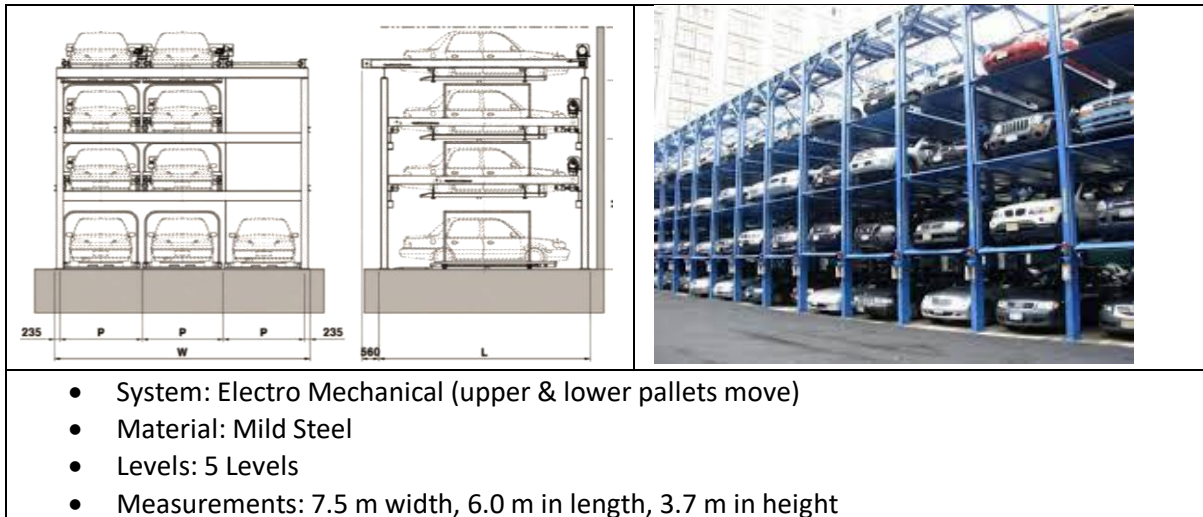 235 P P P 235
W
560 L
• System: Electro Mechanical (upper & lower pallets move)
• Material: Mild Steel
• Levels: 5 Levels
• Measurements: 7.5 m width, 6.0 m in length, 3.7 m in height